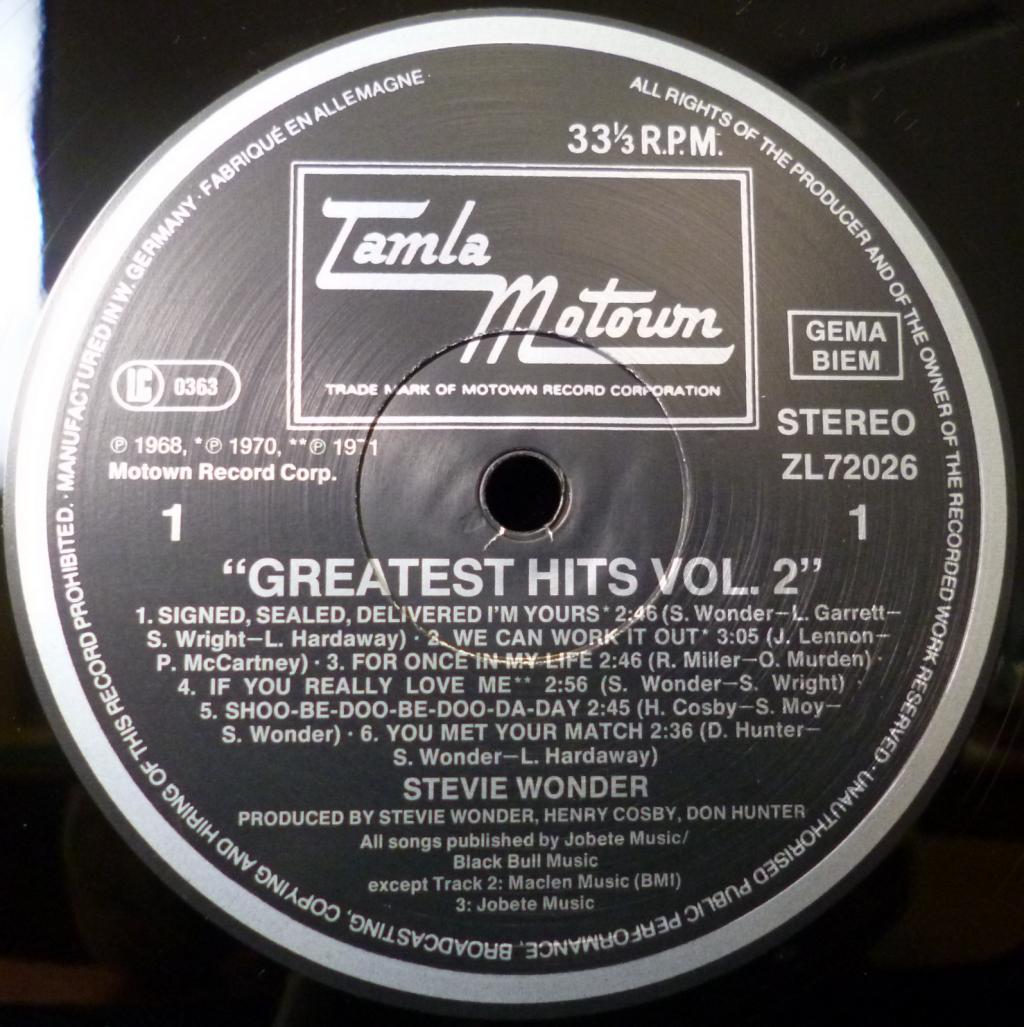 MANUFACTURED IN W. GERMANY · FABRIQUÉ EN ALLEMAGNE ·
ALL RIGHTS OF THE PRODUCER AND OF THE OWNER OF THE RECORDED WORK RESERVED · UNAUTHORISED PUBLIC PERFORMANCE, BROADCASTING, COPYING AND HIRING OF THIS RECORD PROHIBITED. ·
33⅓ R.P.M.
Tamla
Motown
TRADE MARK OF MOTOWN RECORD CORPORATION
GEMA
BIEM
LC 0363
STEREO
ZL72026
℗ 1968, *℗ 1970, **℗ 1971
Motown Record Corp.
1
1
“GREATEST HITS VOL. 2”
1. SIGNED, SEALED, DELIVERED I'M YOURS* 2:46 (S. Wonder–L. Garrett–
S. Wright–L. Hardaway) · 2. WE CAN WORK IT OUT* 3:05 (J. Lennon–
P. McCartney) · 3. FOR ONCE IN MY LIFE 2:46 (R. Miller–O. Murden) ·
4. IF YOU REALLY LOVE ME** 2:56 (S. Wonder–S. Wright) ·
5. SHOO-BE-DOO-BE-DOO-DA-DAY 2:45 (H. Cosby–S. Moy–
S. Wonder) · 6. YOU MET YOUR MATCH 2:36 (D. Hunter–
S. Wonder–L. Hardaway)
STEVIE WONDER
PRODUCED BY STEVIE WONDER, HENRY COSBY, DON HUNTER
All songs published by Jobete Music/
Black Bull Music
except Track 2: Maclen Music (BMI)
3: Jobete Music